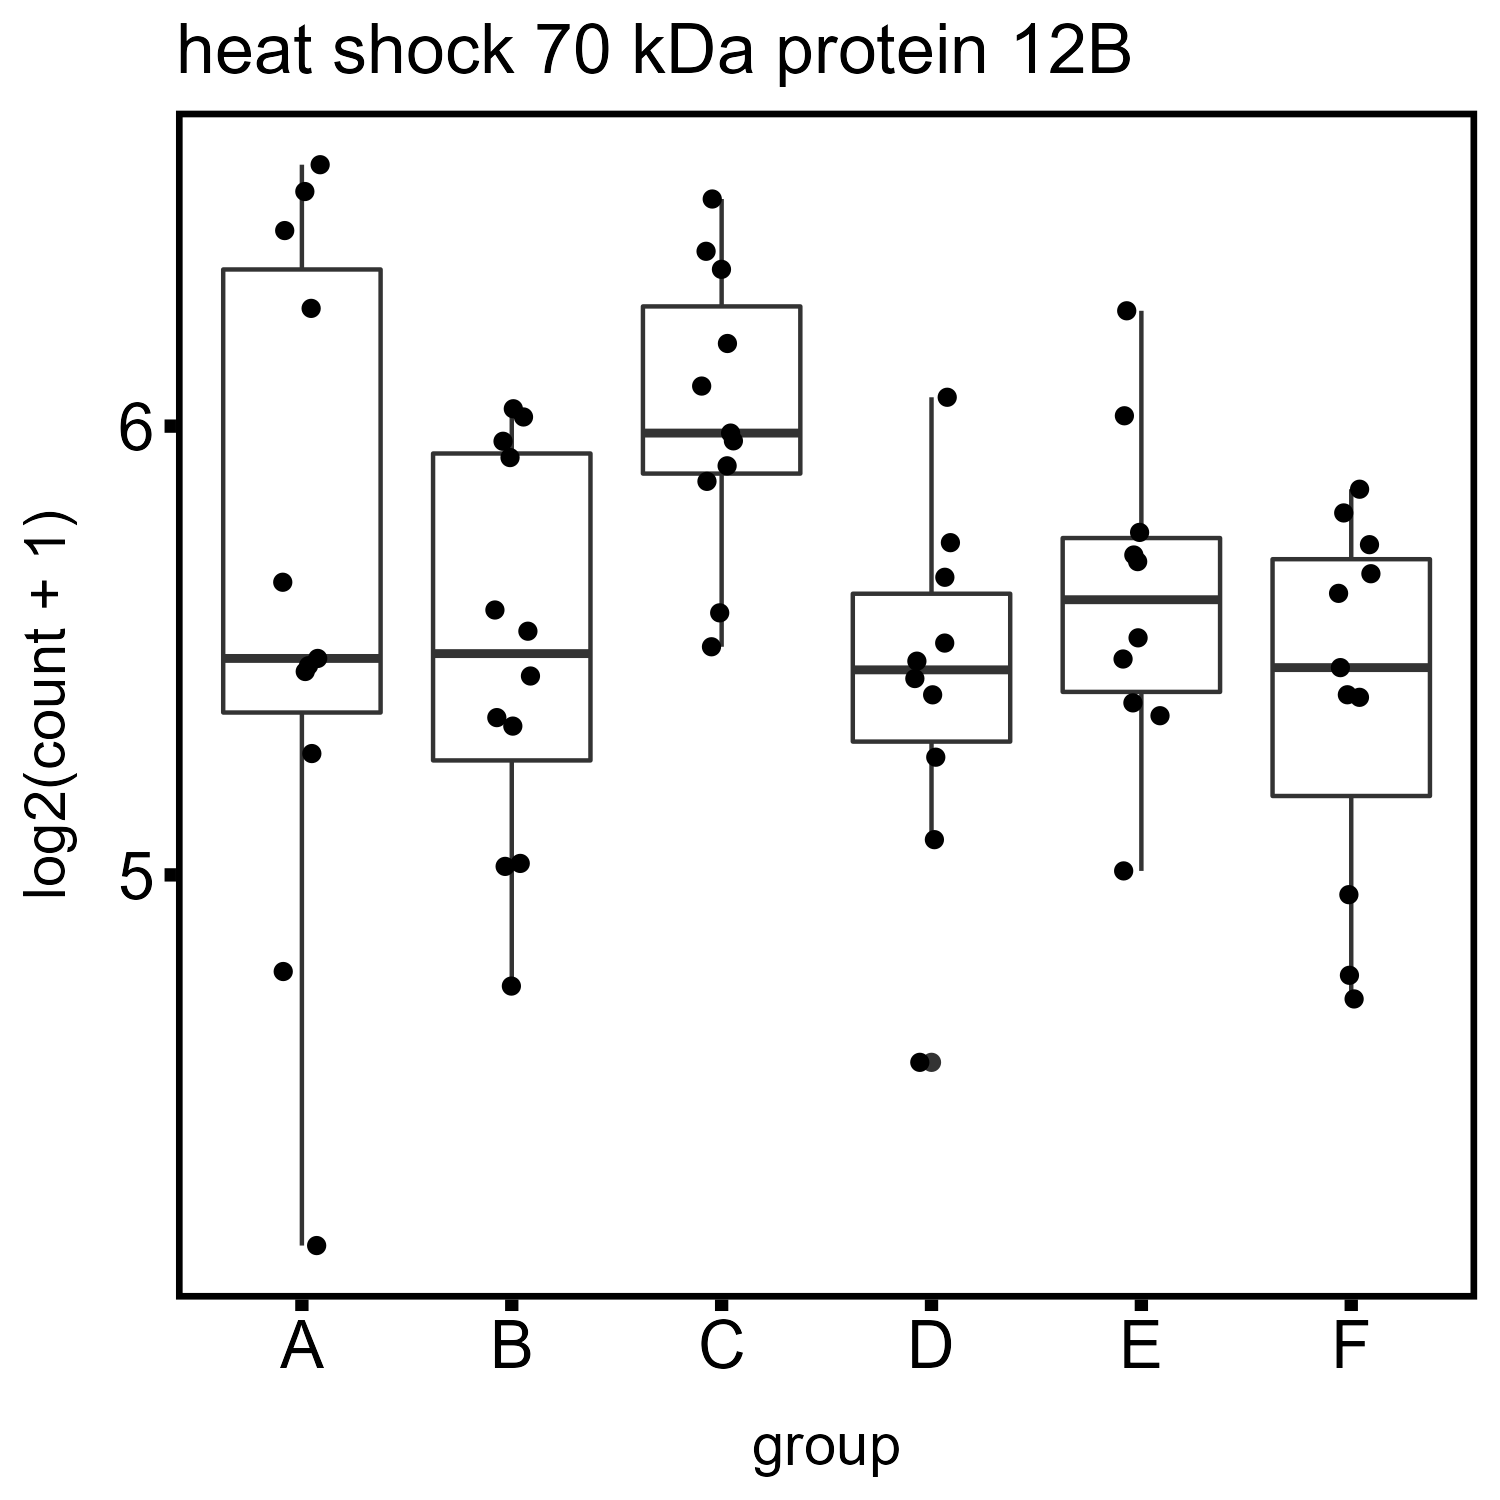 heat shock 70 kDa protein 12B
log2(count + 1)
6
5
A B C D E F
group